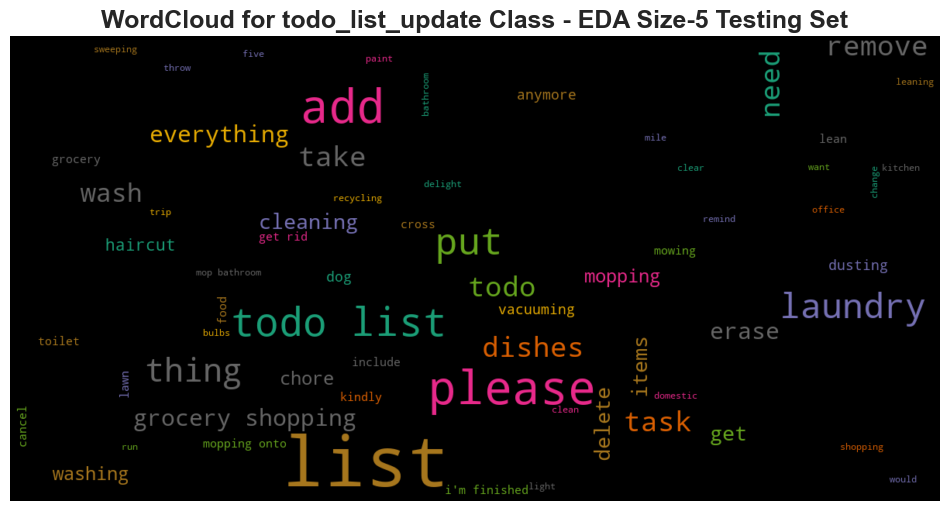 WordCloud for todo_list_update Class - EDA Size-5 Testing Set
sweeping
five
throw
paint
remove
leaning
bathroom
need
anymore
add
everything
mile
lean
take
grocery
clear
want
change
kitchen
delight
wash
recycling
trip
office
remind
cleaning
cross
get rid
haircut
put
mowing
dusting
mop bathroom
dog
mopping
todo
laundry
food
vacuuming
todo list
bulbs
erase
toilet
dishes
include
items
thing
chore
lawn
please
kindly
domestic
clean
grocery shopping
delete
task
get
cancel
run
mopping onto
list
shopping
washing
i'm finished
light
would